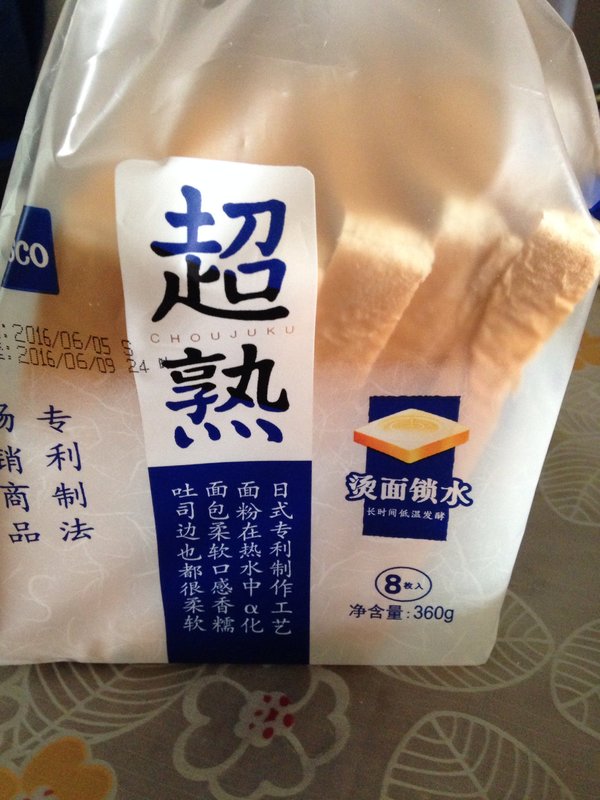 超
CHOUJUKU
熟
2016/06/05 S
2016/06/09 24
专利制法
销商品
日式专利制作工艺
面粉在热水中α化
面包柔软口感香糯
吐司边也都很柔软
烫面锁水
长时间低温发酵
8枚入
净含量:360g